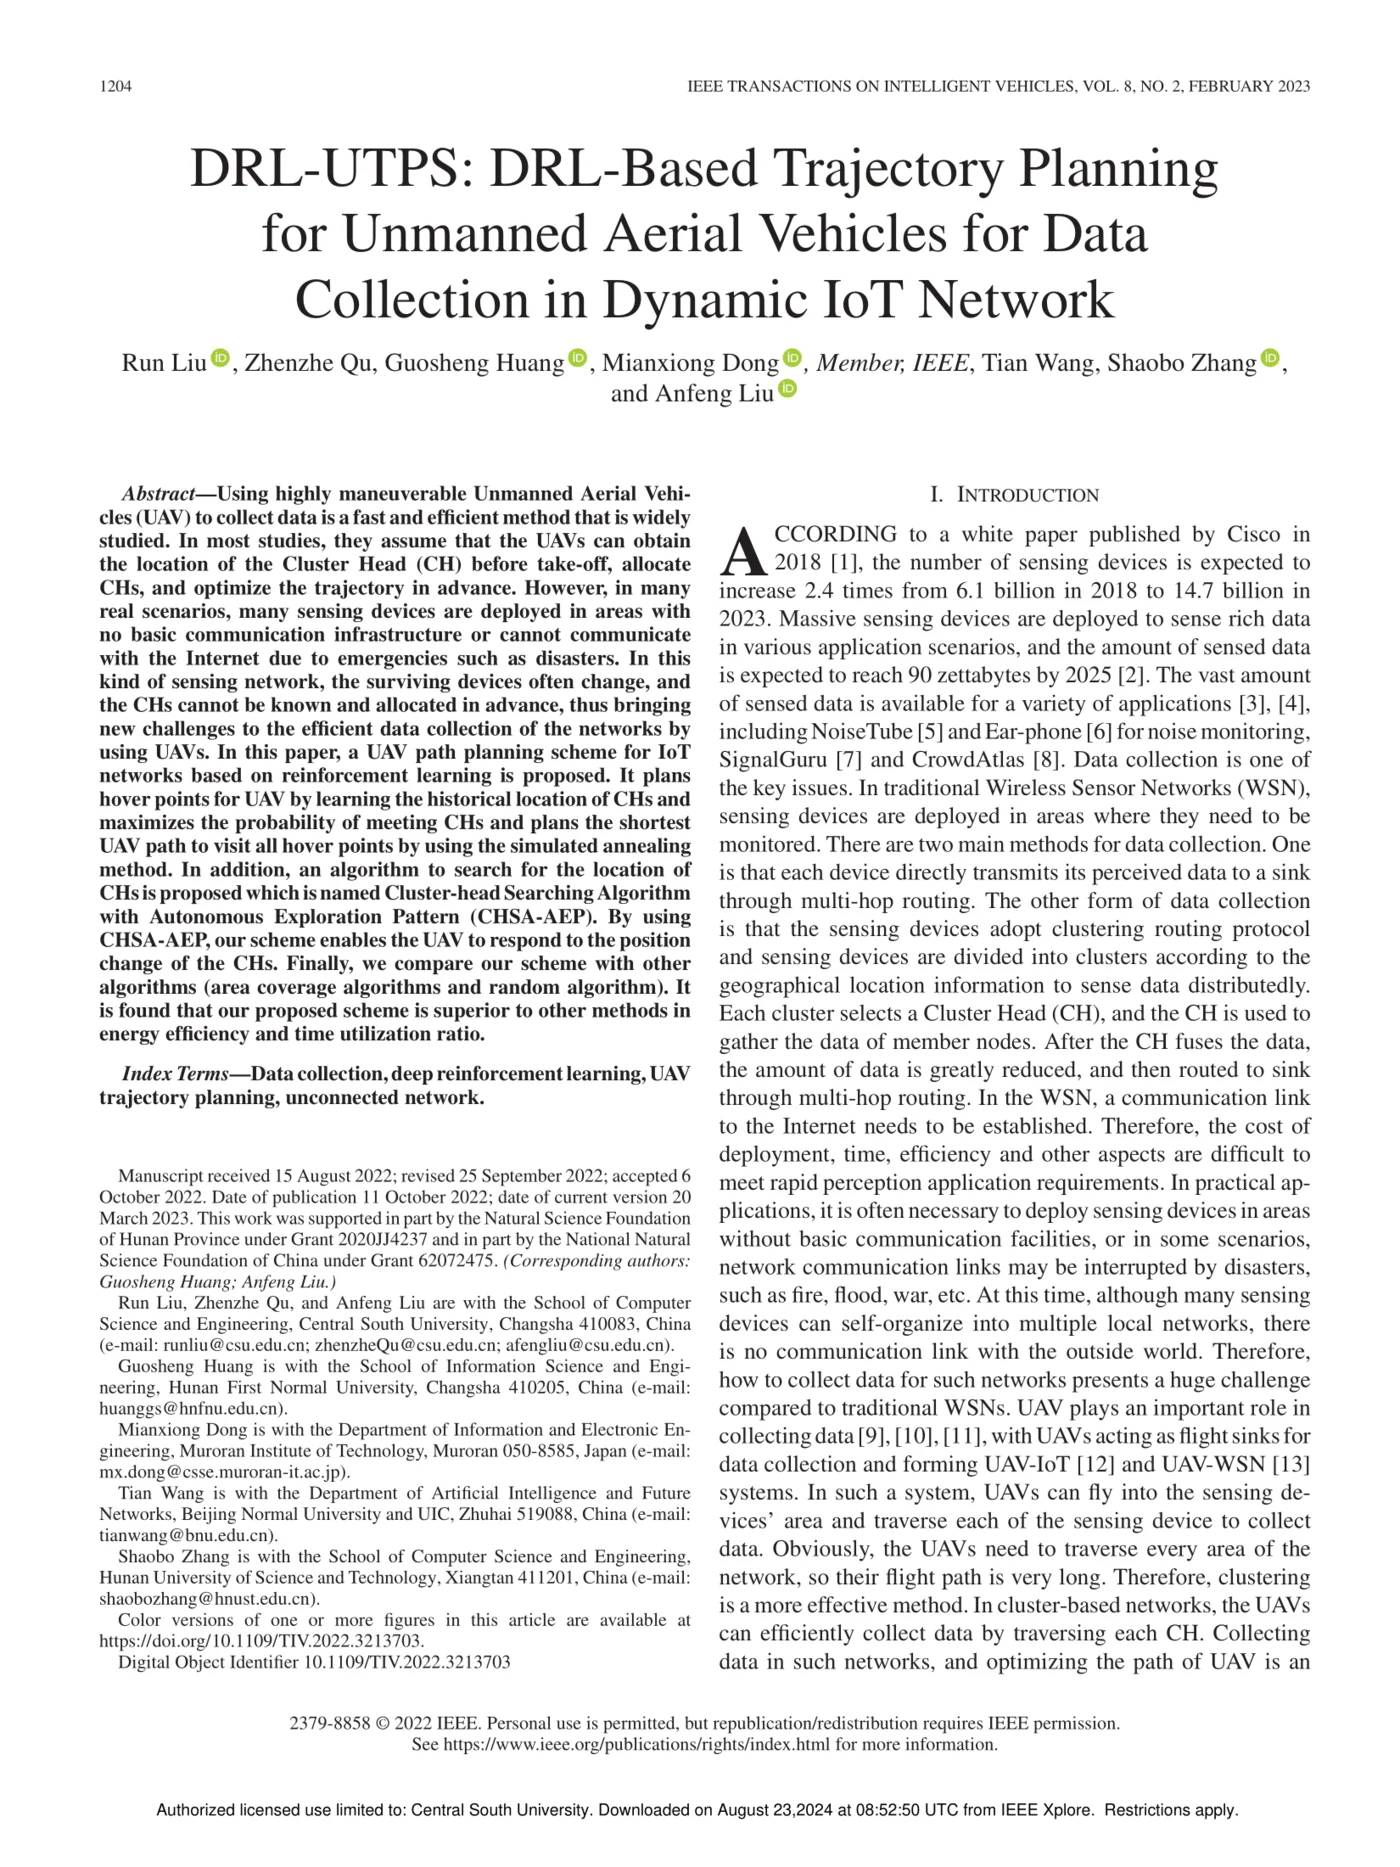 1204
IEEE TRANSACTIONS ON INTELLIGENT VEHICLES, VOL. 8, NO. 2, FEBRUARY 2023
DRL-UTPS: DRL-Based Trajectory Planning
for Unmanned Aerial Vehicles for Data
Collection in Dynamic IoT Network
Run Liu iD, Zhenzhe Qu, Guosheng Huang iD, Mianxiong Dong iD, Member, IEEE, Tian Wang, Shaobo Zhang iD,
and Anfeng Liu iD
Abstract—Using highly maneuverable Unmanned Aerial Vehi-
cles (UAV) to collect data is a fast and efficient method that is widely
studied. In most studies, they assume that the UAVs can obtain
the location of the Cluster Head (CH) before take-off, allocate
CHs, and optimize the trajectory in advance. However, in many
real scenarios, many sensing devices are deployed in areas with
no basic communication infrastructure or cannot communicate
with the Internet due to emergencies such as disasters. In this
kind of sensing network, the surviving devices often change, and
the CHs cannot be known and allocated in advance, thus bringing
new challenges to the efficient data collection of the networks by
using UAVs. In this paper, a UAV path planning scheme for IoT
networks based on reinforcement learning is proposed. It plans
hover points for UAV by learning the historical location of CHs and
maximizes the probability of meeting CHs and plans the shortest
UAV path to visit all hover points by using the simulated annealing
method. In addition, an algorithm to search for the location of
CHs is proposed which is named Cluster-head Searching Algorithm
with Autonomous Exploration Pattern (CHSA-AEP). By using
CHSA-AEP, our scheme enables the UAV to respond to the position
change of the CHs. Finally, we compare our scheme with other
algorithms (area coverage algorithms and random algorithm). It
is found that our proposed scheme is superior to other methods in
energy efficiency and time utilization ratio.
Index Terms—Data collection, deep reinforcement learning, UAV
trajectory planning, unconnected network.
Manuscript received 15 August 2022; revised 25 September 2022; accepted 6
October 2022. Date of publication 11 October 2022; date of current version 20
March 2023. This work was supported in part by the Natural Science Foundation
of Hunan Province under Grant 2020JJ4237 and in part by the National Natural
Science Foundation of China under Grant 62072475. (Corresponding authors:
Guosheng Huang; Anfeng Liu.)
Run Liu, Zhenzhe Qu, and Anfeng Liu are with the School of Computer
Science and Engineering, Central South University, Changsha 410083, China
(e-mail: runliu@csu.edu.cn; zhenzheQu@csu.edu.cn; afengliu@csu.edu.cn).
Guosheng Huang is with the School of Information Science and Engi-
neering, Hunan First Normal University, Changsha 410205, China (e-mail:
huanggs@hnfnu.edu.cn).
Mianxiong Dong is with the Department of Information and Electronic En-
gineering, Muroran Institute of Technology, Muroran 050-8585, Japan (e-mail:
mx.dong@csse.muroran-it.ac.jp).
Tian Wang is with the Department of Artificial Intelligence and Future
Networks, Beijing Normal University and UIC, Zhuhai 519088, China (e-mail:
tianwang@bnu.edu.cn).
Shaobo Zhang is with the School of Computer Science and Engineering,
Hunan University of Science and Technology, Xiangtan 411201, China (e-mail:
shaobozhang@hnust.edu.cn).
Color versions of one or more figures in this article are available at
https://doi.org/10.1109/TIV.2022.3213703.
Digital Object Identifier 10.1109/TIV.2022.3213703
I. INTRODUCTION
ACCORDING to a white paper published by Cisco in
2018 [1], the number of sensing devices is expected to
increase 2.4 times from 6.1 billion in 2018 to 14.7 billion in
2023. Massive sensing devices are deployed to sense rich data
in various application scenarios, and the amount of sensed data
is expected to reach 90 zettabytes by 2025 [2]. The vast amount
of sensed data is available for a variety of applications [3], [4],
including NoiseTube [5] and Ear-phone [6] for noise monitoring,
SignalGuru [7] and CrowdAtlas [8]. Data collection is one of
the key issues. In traditional Wireless Sensor Networks (WSN),
sensing devices are deployed in areas where they need to be
monitored. There are two main methods for data collection. One
is that each device directly transmits its perceived data to a sink
through multi-hop routing. The other form of data collection
is that the sensing devices adopt clustering routing protocol
and sensing devices are divided into clusters according to the
geographical location information to sense data distributedly.
Each cluster selects a Cluster Head (CH), and the CH is used to
gather the data of member nodes. After the CH fuses the data,
the amount of data is greatly reduced, and then routed to sink
through multi-hop routing. In the WSN, a communication link
to the Internet needs to be established. Therefore, the cost of
deployment, time, efficiency and other aspects are difficult to
meet rapid perception application requirements. In practical ap-
plications, it is often necessary to deploy sensing devices in areas
without basic communication facilities, or in some scenarios,
network communication links may be interrupted by disasters,
such as fire, flood, war, etc. At this time, although many sensing
devices can self-organize into multiple local networks, there
is no communication link with the outside world. Therefore,
how to collect data for such networks presents a huge challenge
compared to traditional WSNs. UAV plays an important role in
collecting data [9], [10], [11], with UAVs acting as flight sinks for
data collection and forming UAV-IoT [12] and UAV-WSN [13]
systems. In such a system, UAVs can fly into the sensing de-
vices’ area and traverse each of the sensing device to collect
data. Obviously, the UAVs need to traverse every area of the
network, so their flight path is very long. Therefore, clustering
is a more effective method. In cluster-based networks, the UAVs
can efficiently collect data by traversing each CH. Collecting
data in such networks, and optimizing the path of UAV is an
2379-8858 © 2022 IEEE. Personal use is permitted, but republication/redistribution requires IEEE permission.
See https://www.ieee.org/publications/rights/index.html for more information.
Authorized licensed use limited to: Central South University. Downloaded on August 23,2024 at 08:52:50 UTC from IEEE Xplore. Restrictions apply.